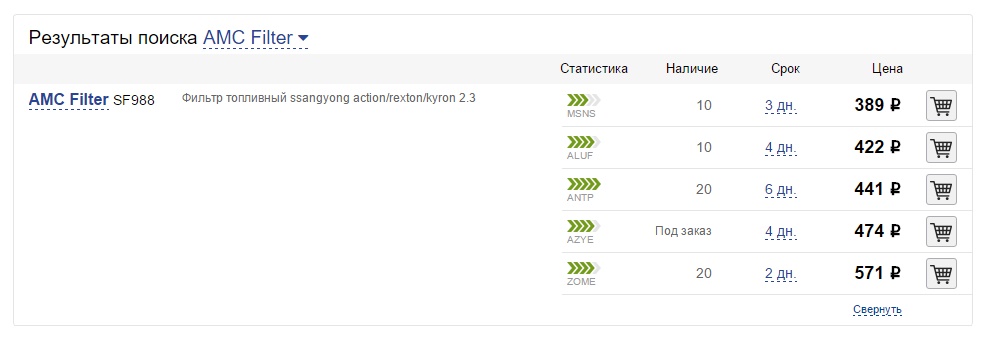 Результаты поиска AMC Filter
Статистика Наличие Срок Цена
AMC Filter SF988 Фильтр топливный ssangyong action/rexton/kyron 2.3
MSNS 10 3 дн. 389 ₽
ALUF 10 4 дн. 422 ₽
ANTP 20 6 дн. 441 ₽
AZYE Под заказ 4 дн. 474 ₽
ZOME 20 2 дн. 571 ₽
Свернуть